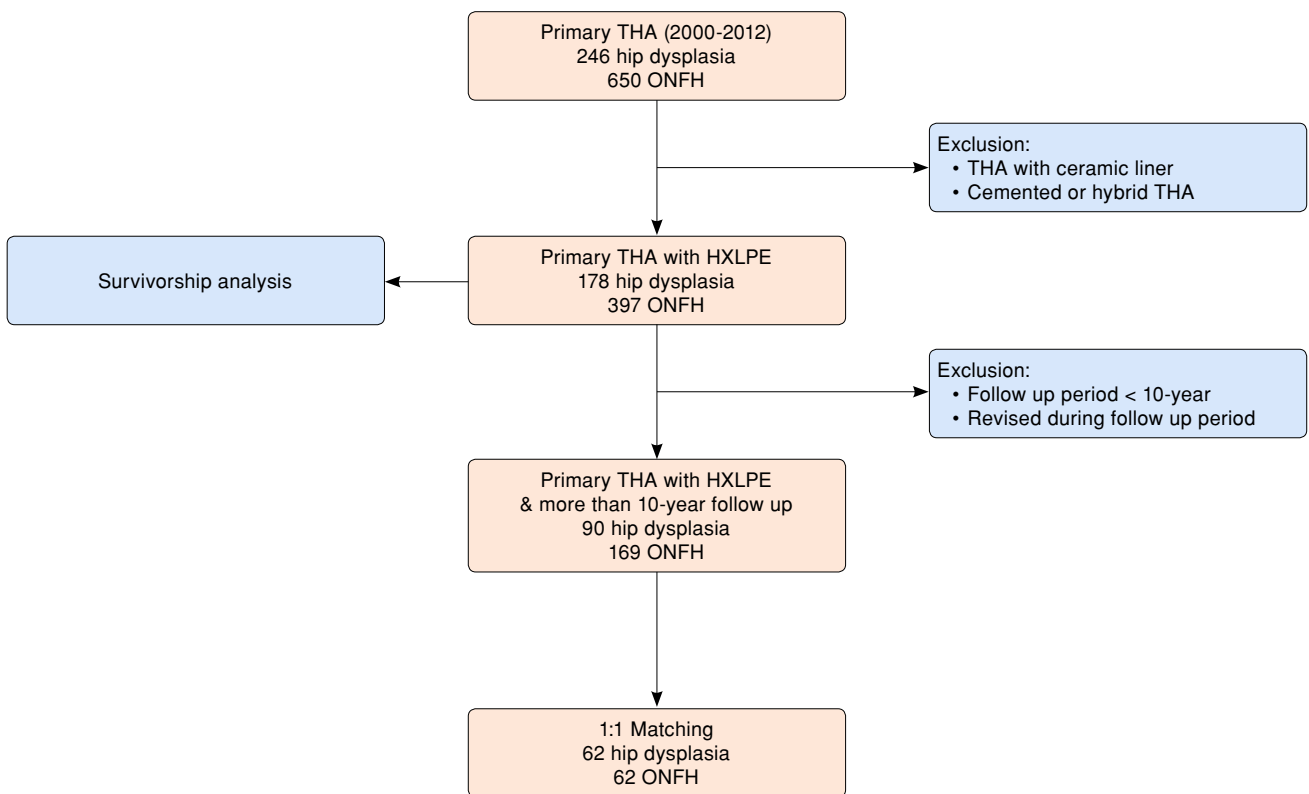 Primary THA (2000-2012)
246 hip dysplasia
650 ONFH
Exclusion:
• THA with ceramic liner
• Cemented or hybrid THA
Primary THA with HXLPE
178 hip dysplasia
397 ONFH
Survivorship analysis
Exclusion:
• Follow up period < 10-year
• Revised during follow up period
Primary THA with HXLPE
& more than 10-year follow up
90 hip dysplasia
169 ONFH
1:1 Matching
62 hip dysplasia
62 ONFH